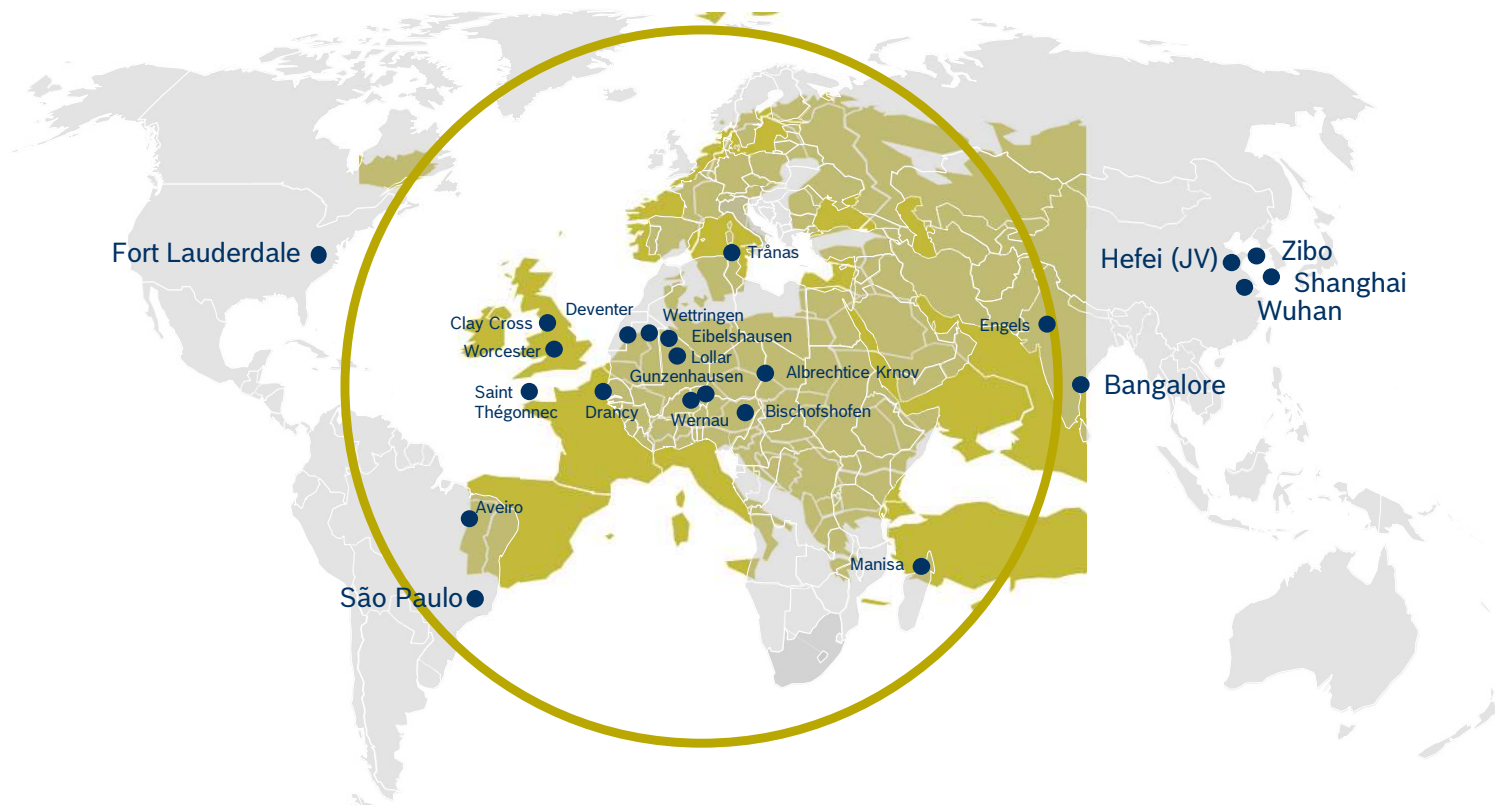 Fort Lauderdale
Trånas
Hefei (JV)
Zibo
Shanghai
Wuhan
Deventer
Wettringen
Clay Cross
Engels
Eibelshausen
Worcester
Lollar
Gunzenhausen
Albrechtice Krnov
Bangalore
Saint
Thégonnec
Drancy
Wernau
Bischofshofen
Aveiro
Manisa
São Paulo